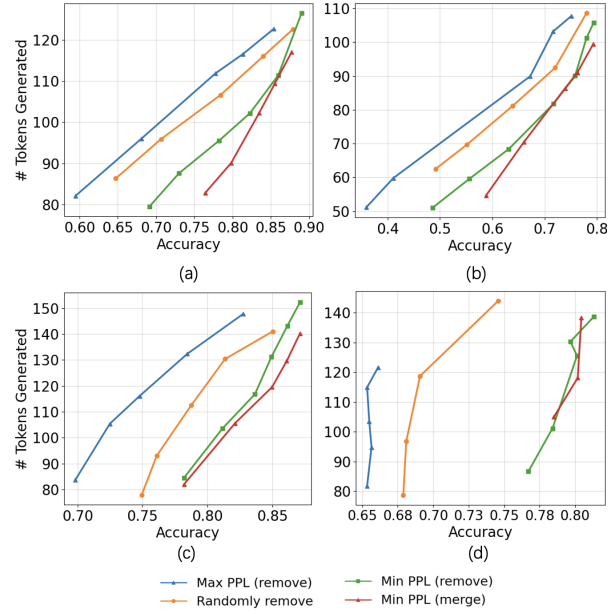 120
110
100
90
80
# Tokens Generated
0.60 0.65 0.70 0.75 0.80 0.85 0.90
Accuracy
(a)
110
100
90
80
70
60
50
0.4 0.5 0.6 0.7 0.8
Accuracy
(b)
150
140
130
120
110
100
90
80
# Tokens Generated
0.70 0.75 0.80 0.85
Accuracy
(c)
140
130
120
110
100
90
80
0.65 0.68 0.70 0.73 0.75 0.78 0.80
Accuracy
(d)
Max PPL (remove) Min PPL (remove)
Randomly remove Min PPL (merge)